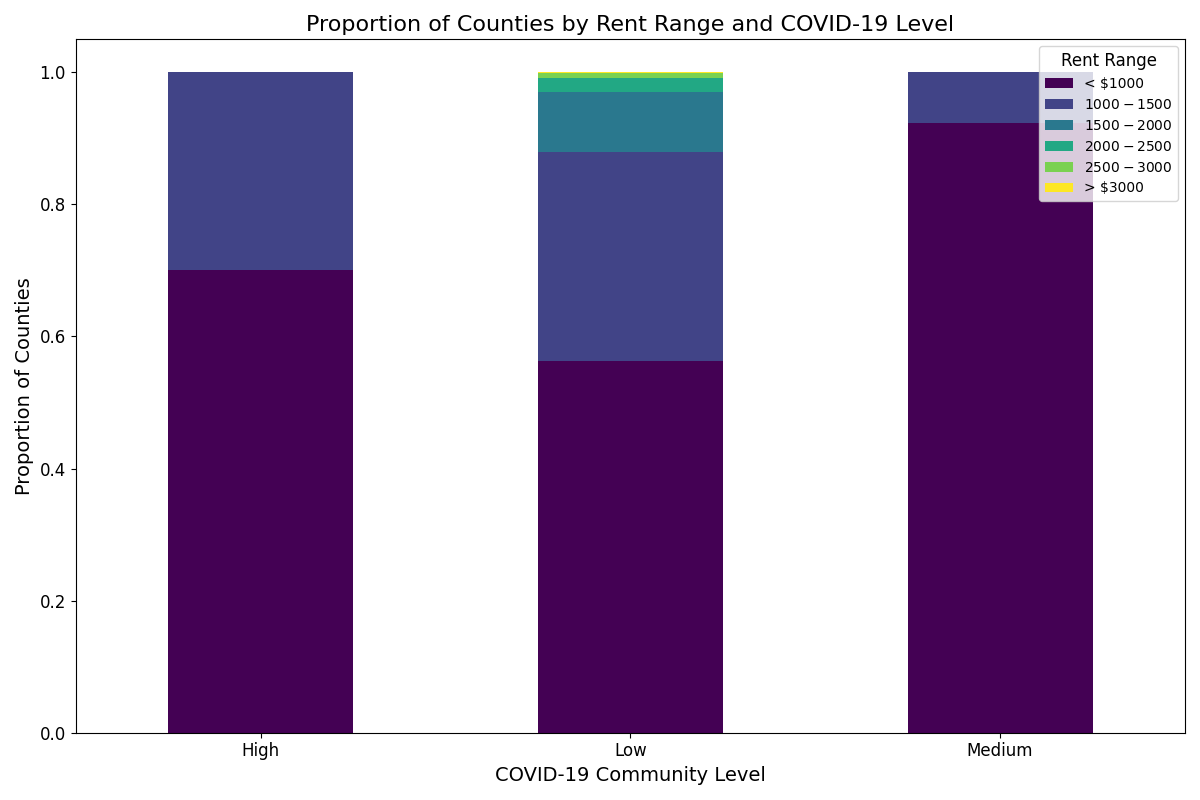 Proportion of Counties by Rent Range and COVID-19 Level
Proportion of Counties
1.0
0.8
0.6
0.4
0.2
0.0
High
Low
Medium
COVID-19 Community Level
Rent Range
< $1000
1000 − 1500
1500 − 2000
2000 − 2500
2500 − 3000
> $3000